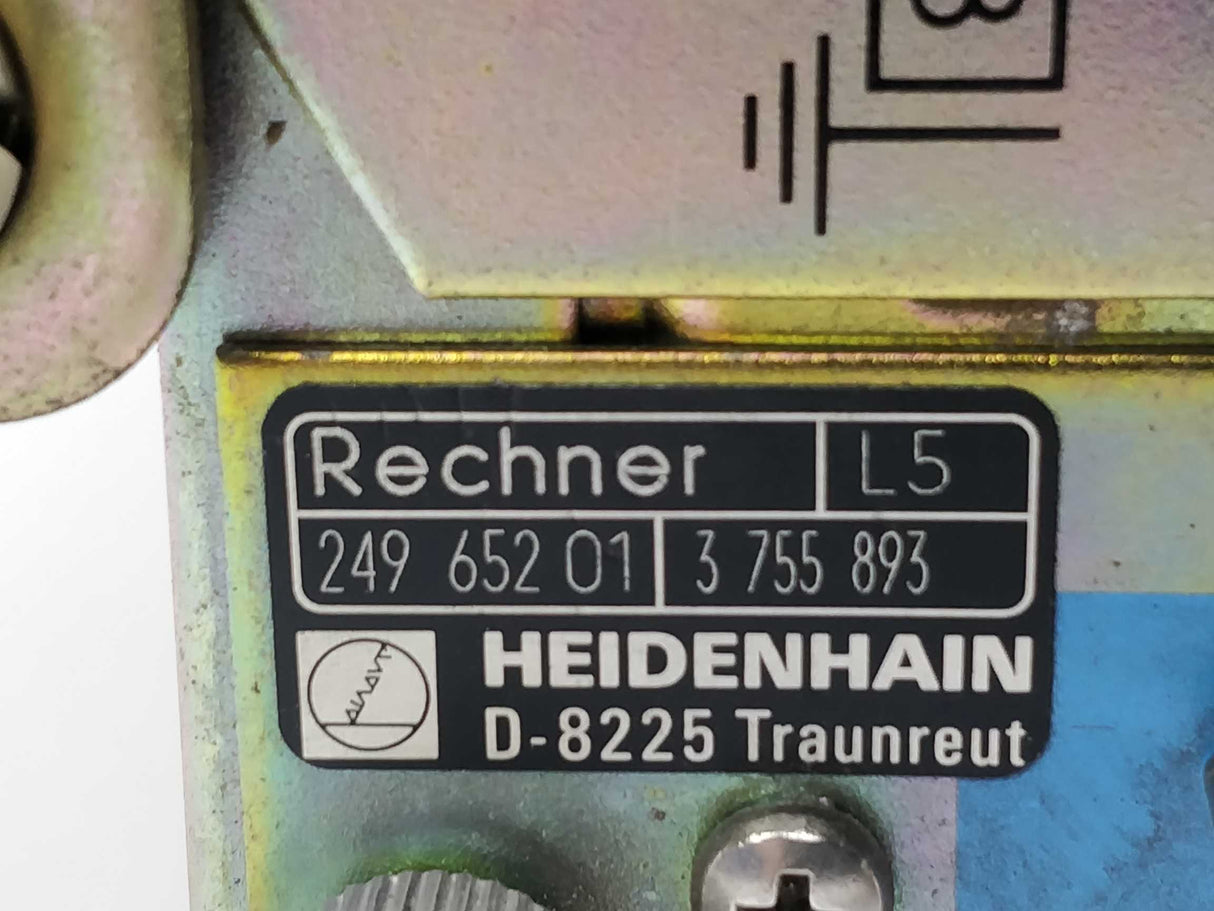 Rechner L5
249 652 01 3 755 893
HEIDENHAIN
D-8225 Traunreut